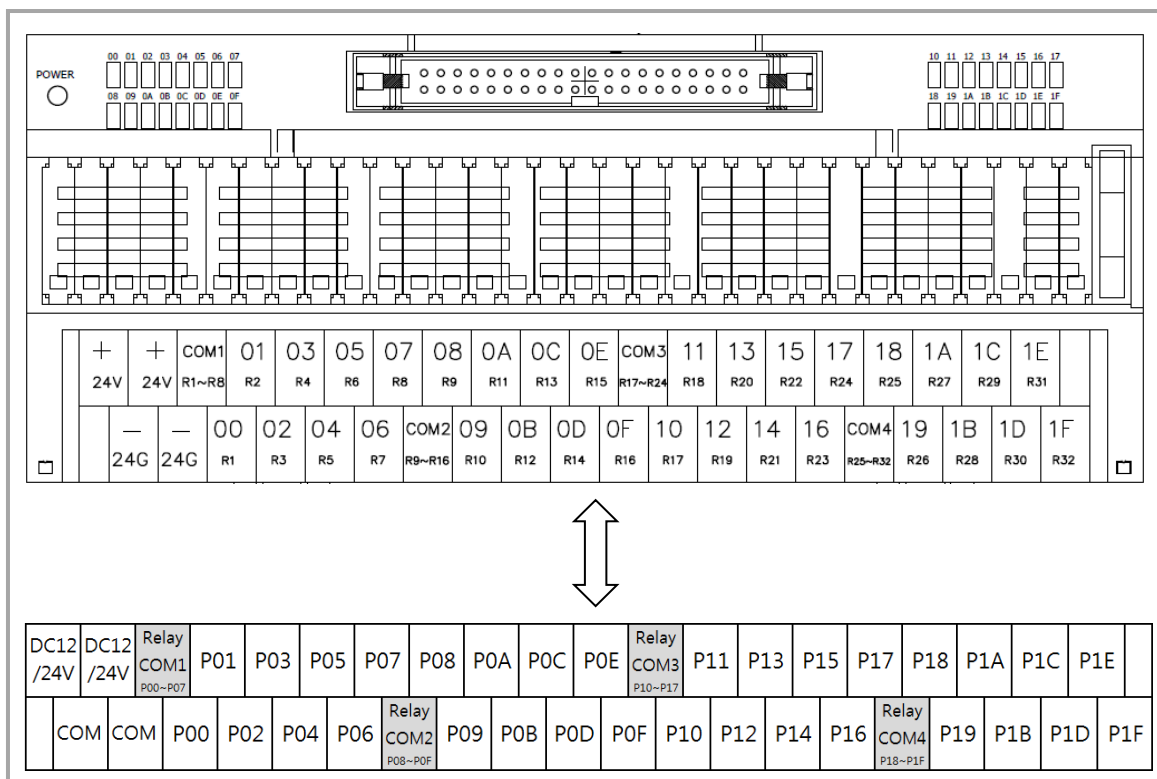 00 01 02 03 04 05 06 07
10 11 12 13 14 15 16 17
POWER
08 09 0A 0B 0C 0D 0E 0F
18 19 1A 1B 1C 1D 1E 1F
+ + COM1 01 03 05 07 08 0A 0C 0E COM3 11 13 15 17 18 1A 1C 1E
24V 24V R1~R8 R2 R4 R6 R8 R9 R11 R13 R15 R17~R24 R18 R20 R22 R24 R25 R27 R29 R31
— — 00 02 04 06 COM2 09 0B 0D 0F 10 12 14 16 COM4 19 1B 1D 1F
24G 24G R1 R3 R5 R7 R9~R16 R10 R12 R14 R16 R17 R19 R21 R23 R25~R32 R26 R28 R30 R32
DC12 DC12 Relay Relay
/24V /24V COM1 P01 P03 P05 P07 P08 P0A P0C P0E COM3 P11 P13 P15 P17 P18 P1A P1C P1E
P00~P07 P10~P17
Relay Relay
COM COM P00 P02 P04 P06 COM2 P09 P0B P0D P0F P10 P12 P14 P16 COM4 P19 P1B P1D P1F
P08~P0F P18~P1F